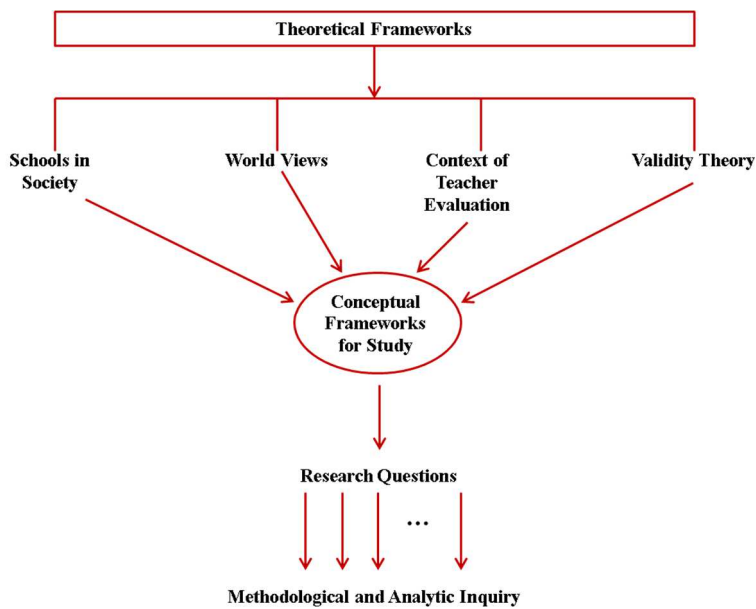 Theoretical Frameworks
Schools in
Society
World Views
Context of
Teacher
Evaluation
Validity Theory
Conceptual
Frameworks
for Study
Research Questions
...
Methodological and Analytic Inquiry